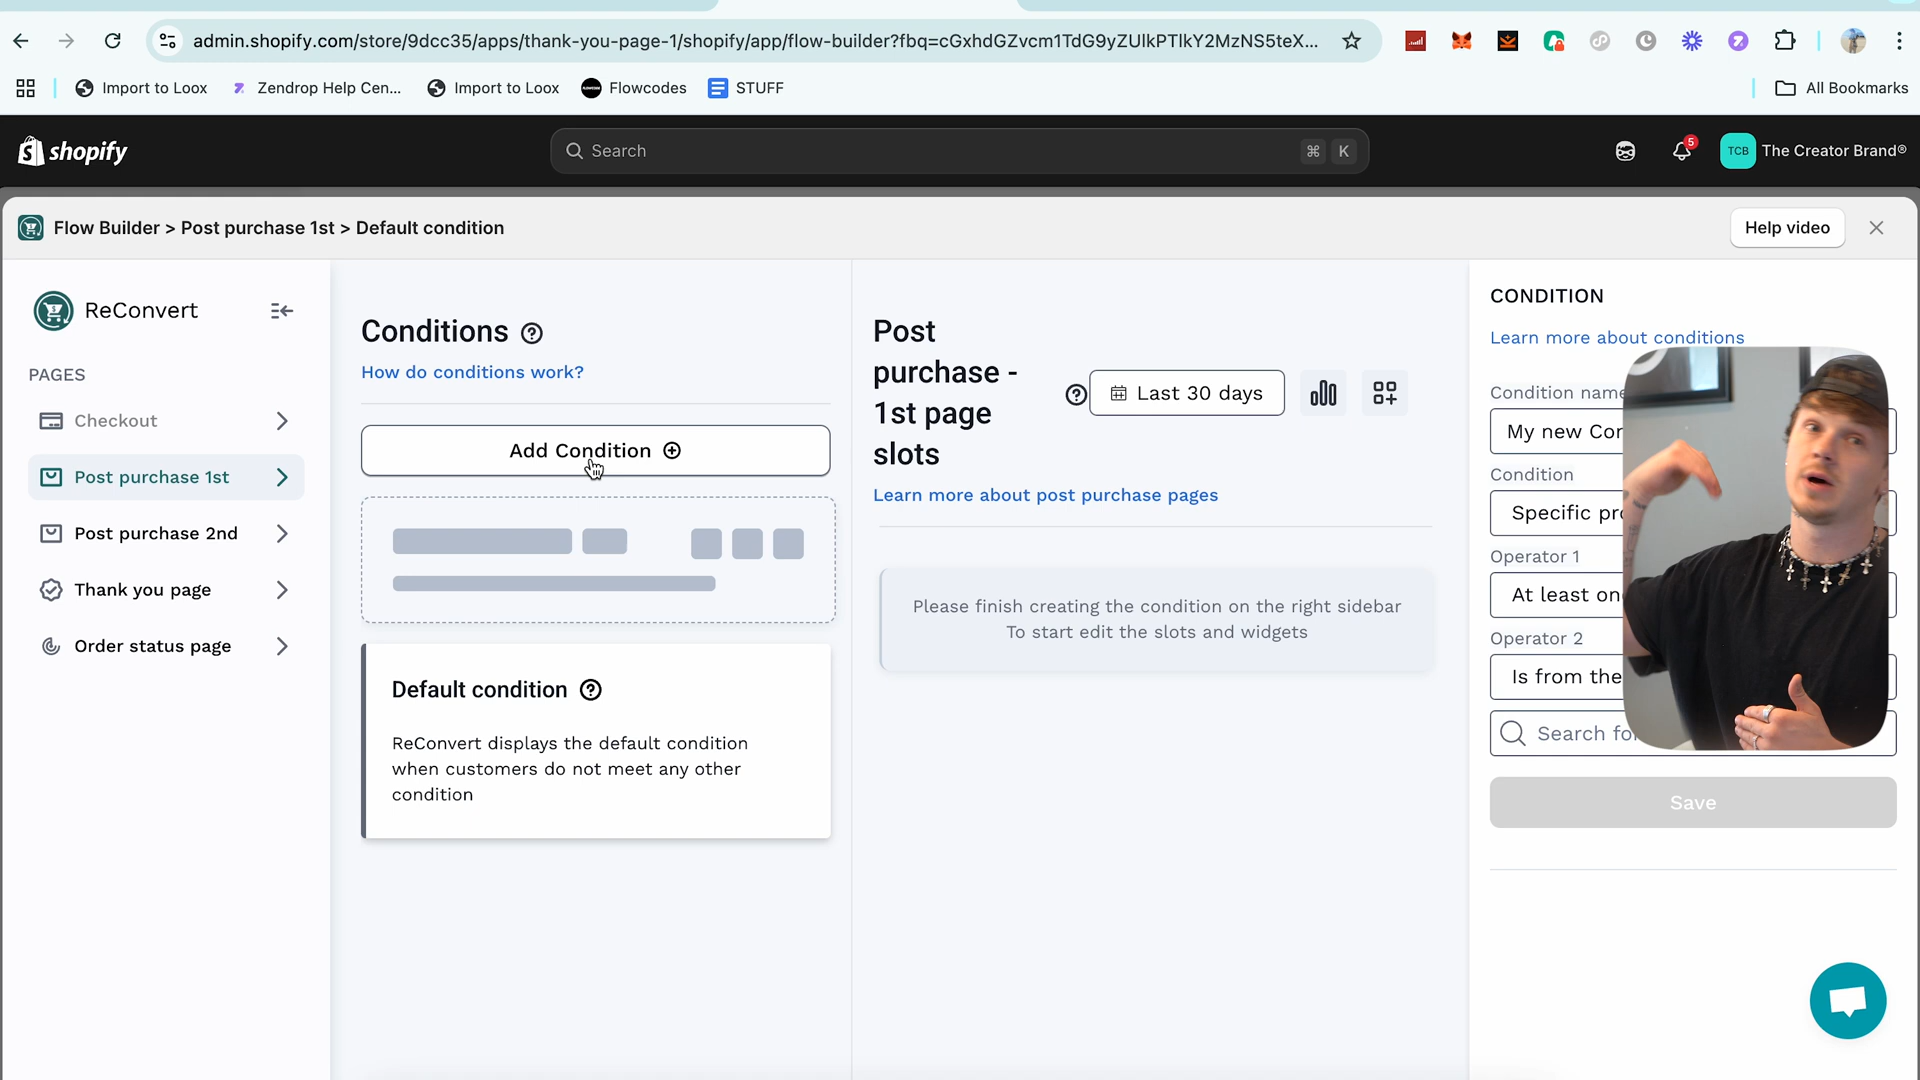 admin.shopify.com/store/9dcc35/apps/thank-you-page-1/shopify/app/flow-builder?fbq=cGxhdGZvcm1TdG9yZUlkPTlkY2MzNS5teX...
Import to Loox
Zendrop Help Cen...
Import to Loox
Flowcodes
STUFF
All Bookmarks
shopify
Search
⌘ K
5
TCB
The Creator Brand®
Flow Builder > Post purchase 1st > Default condition
Help video
ReConvert
PAGES
Checkout
Post purchase 1st
Post purchase 2nd
Thank you page
Order status page
Conditions
How do conditions work?
Add Condition
Default condition
ReConvert displays the default condition
when customers do not meet any other
condition
Post
purchase -
1st page
slots
Last 30 days
Learn more about post purchase pages
Please finish creating the condition on the right sidebar
To start edit the slots and widgets
CONDITION
Learn more about conditions
Condition name
My new Con
Condition
Specific pro
Operator 1
At least on
Operator 2
Is from the
Search for
Save